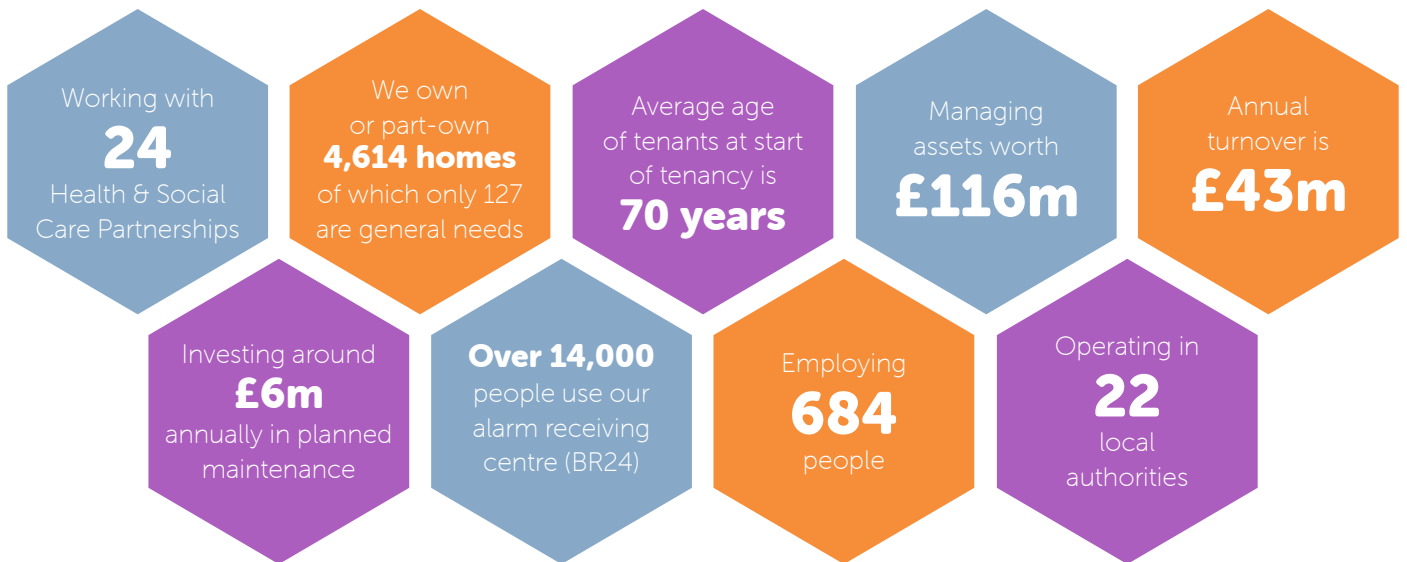 Working with
24
Health & Social
Care Partnerships
We own
or part-own
4,614 homes
of which only 127
are general needs
Average age
of tenants at start
of tenancy is
70 years
Managing
assets worth
£116m
Annual
turnover is
£43m
Investing around
£6m
annually in planned
maintenance
Over 14,000
people use our
alarm receiving
centre (BR24)
Employing
684
people
Operating in
22
local
authorities